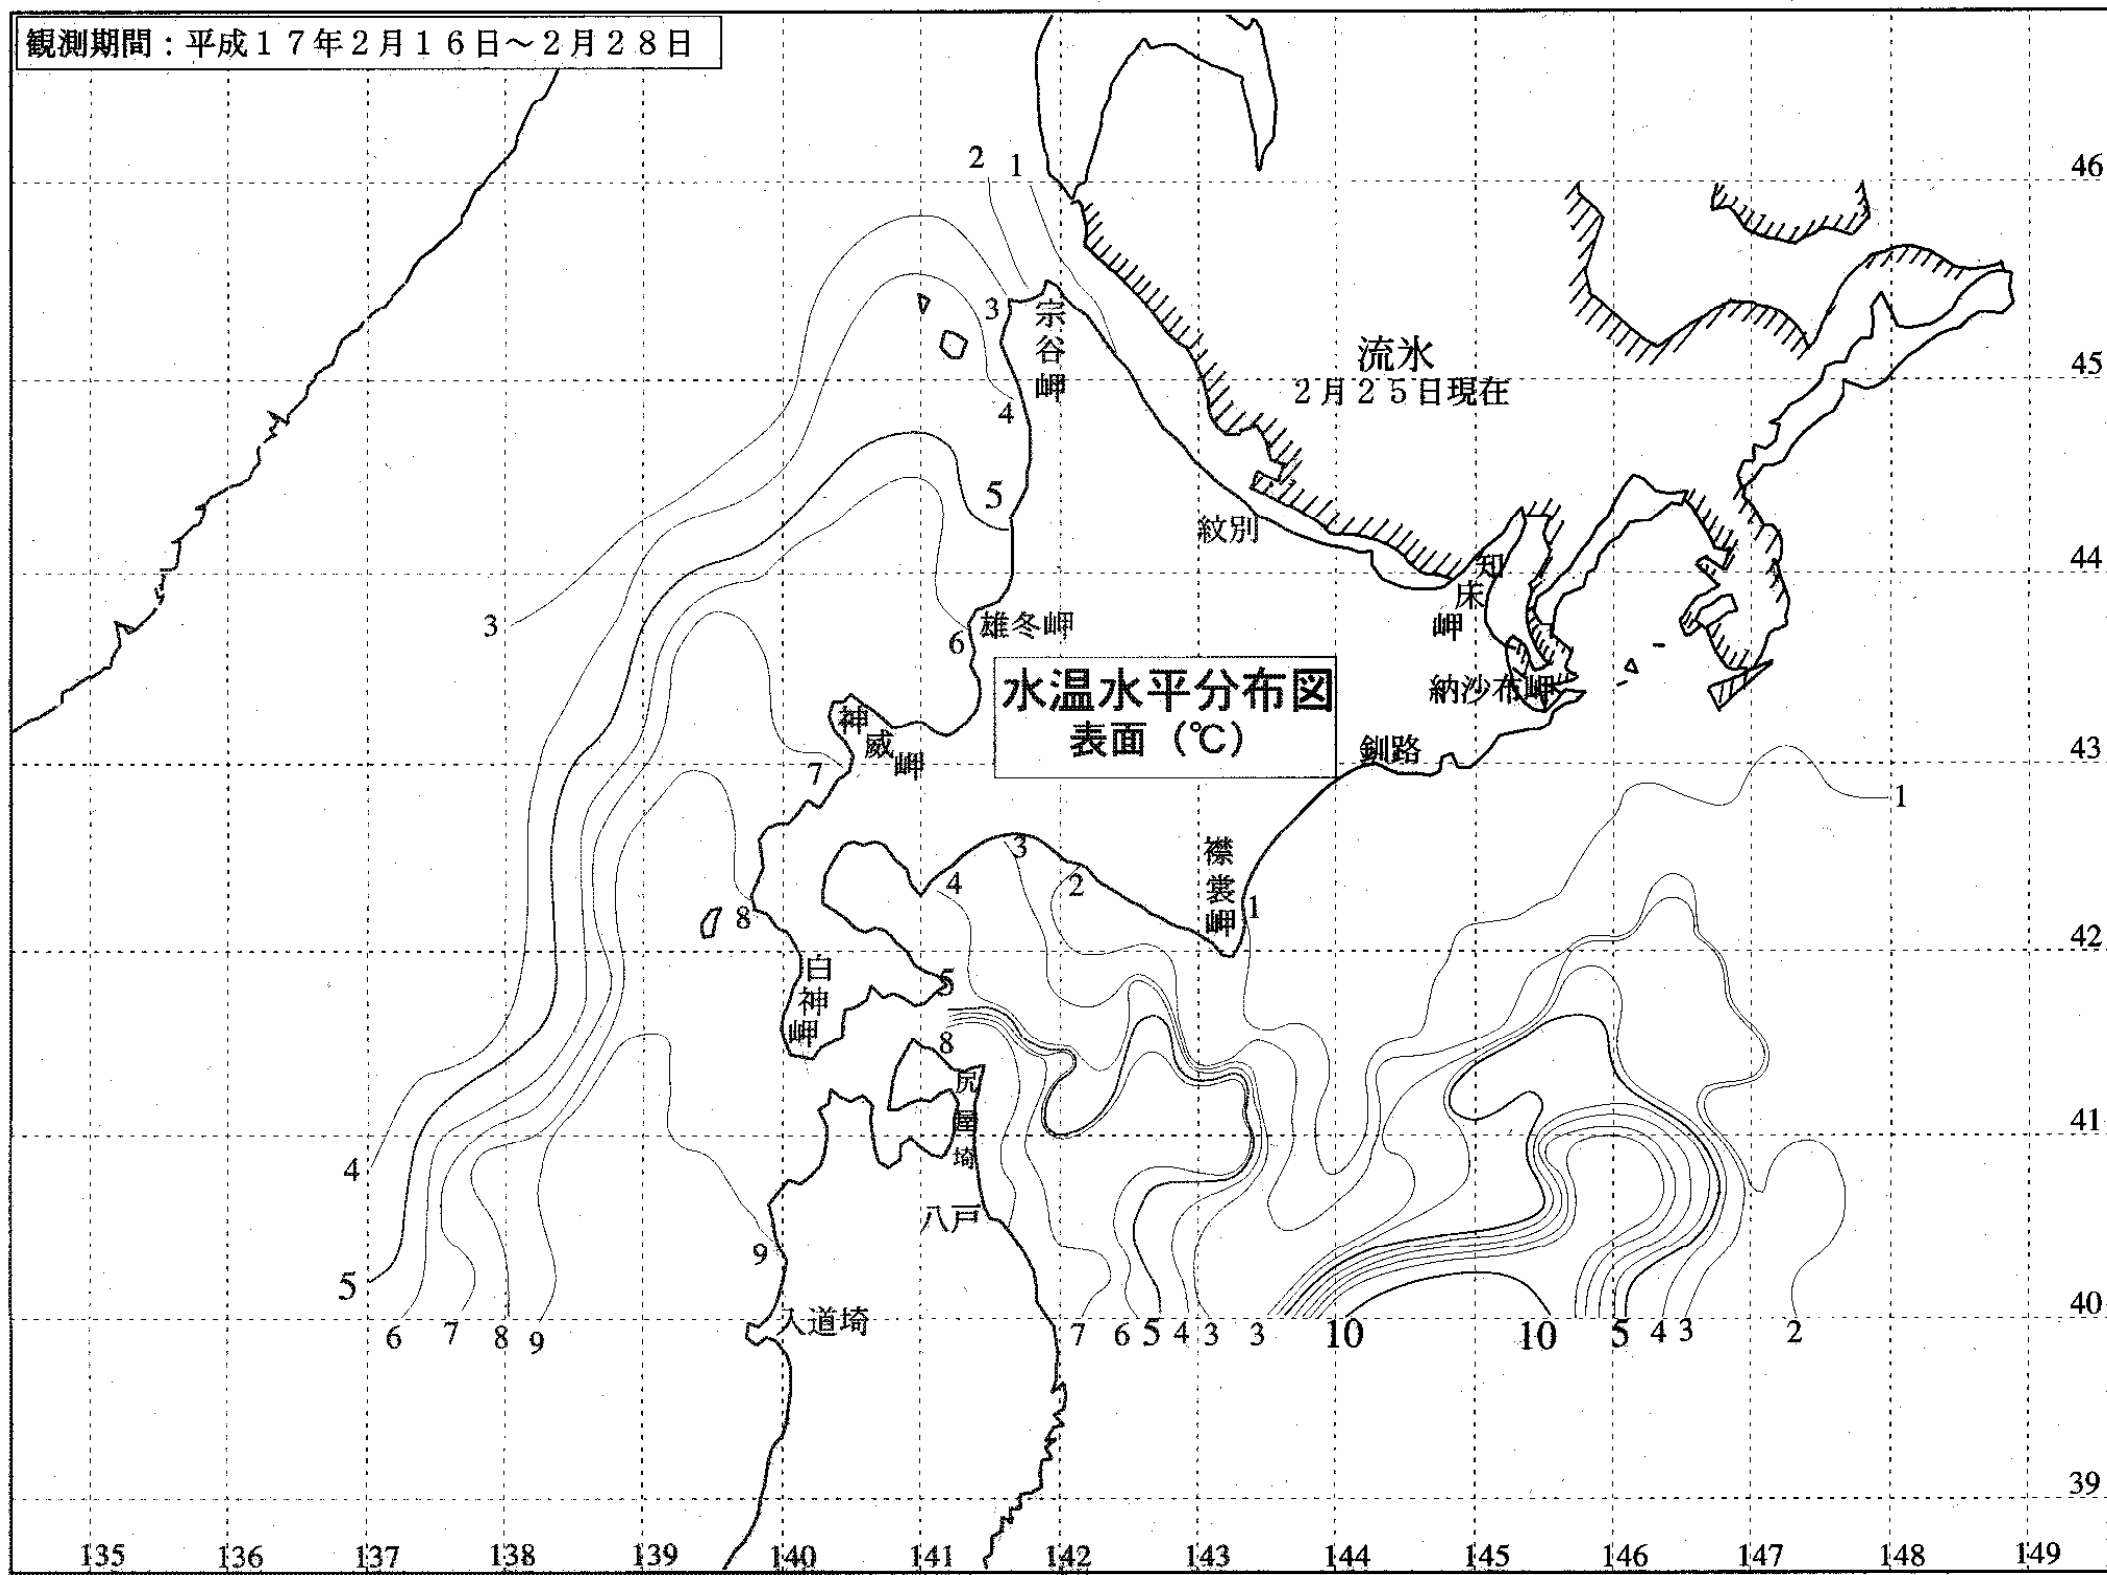 観測期間：平成１７年２月１６日～２月２８日
2 1
46
3
宗谷岬
流氷
２月２５日現在
45
4
5
紋別
44
知床岬
3
6
雄冬岬
水温水平分布図
表面（℃）
納沙布岬
神威岬
釧路
43
7
1
3
襟裳岬
4
2
8
1
42
白神岬
5
8
尻屋埼
41
4
八戸
9
5
入道埼
40
6 7 8 9
7 6 5 4 3 3 10 10 5 4 3 2
39
135 136 137 138 139 140 141 142 143 144 145 146 147 148 149